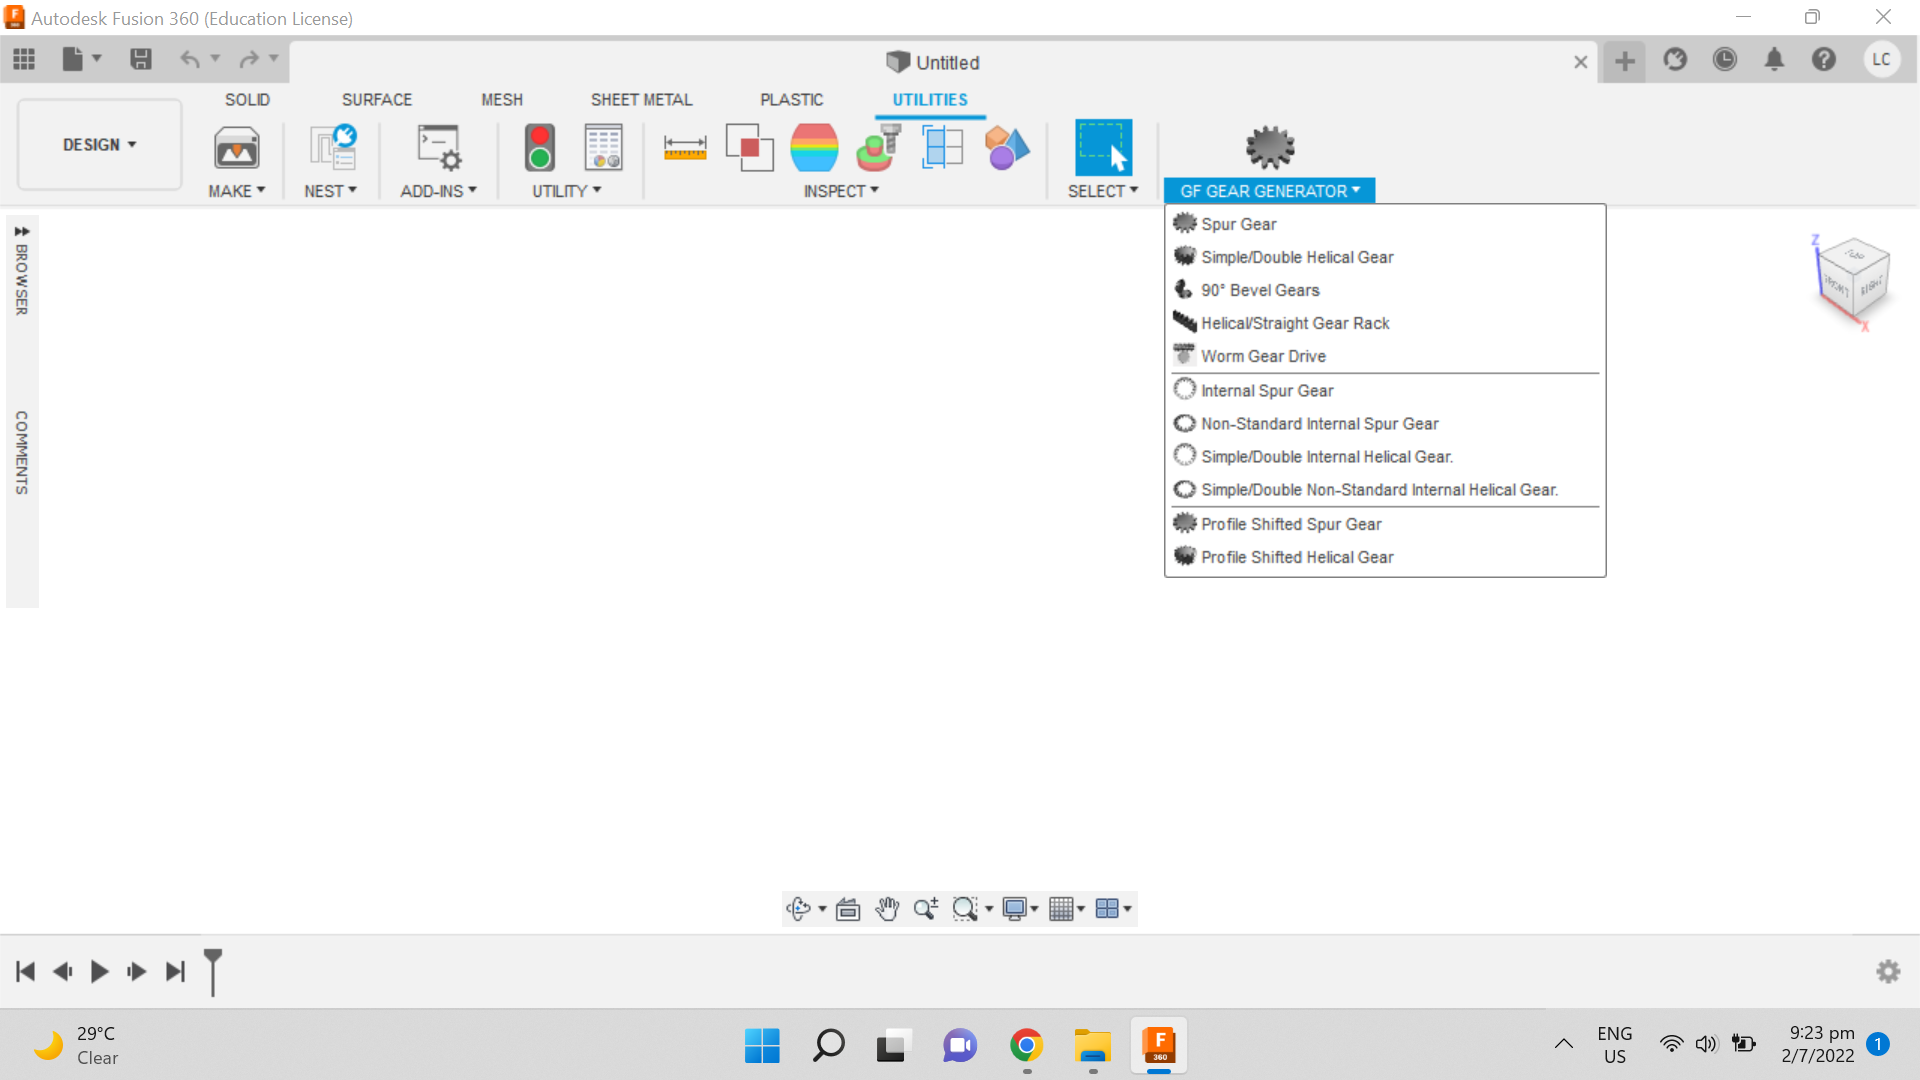 Autodesk Fusion 360 (Education License)
Untitled
LC
SOLID SURFACE MESH SHEET METAL PLASTIC UTILITIES
DESIGN
MAKE NEST ADD-INS UTILITY INSPECT SELECT GF GEAR GENERATOR
BROWSER
COMMENTS
Spur Gear
Simple/Double Helical Gear
90° Bevel Gears
Helical/Straight Gear Rack
Worm Gear Drive
Internal Spur Gear
Non-Standard Internal Spur Gear
Simple/Double Internal Helical Gear.
Simple/Double Non-Standard Internal Helical Gear.
Profile Shifted Spur Gear
Profile Shifted Helical Gear
Z
TOP
FRONT RIGHT
X
29°C
Clear
F
360
ENG
US
9:23 pm
2/7/2022
1